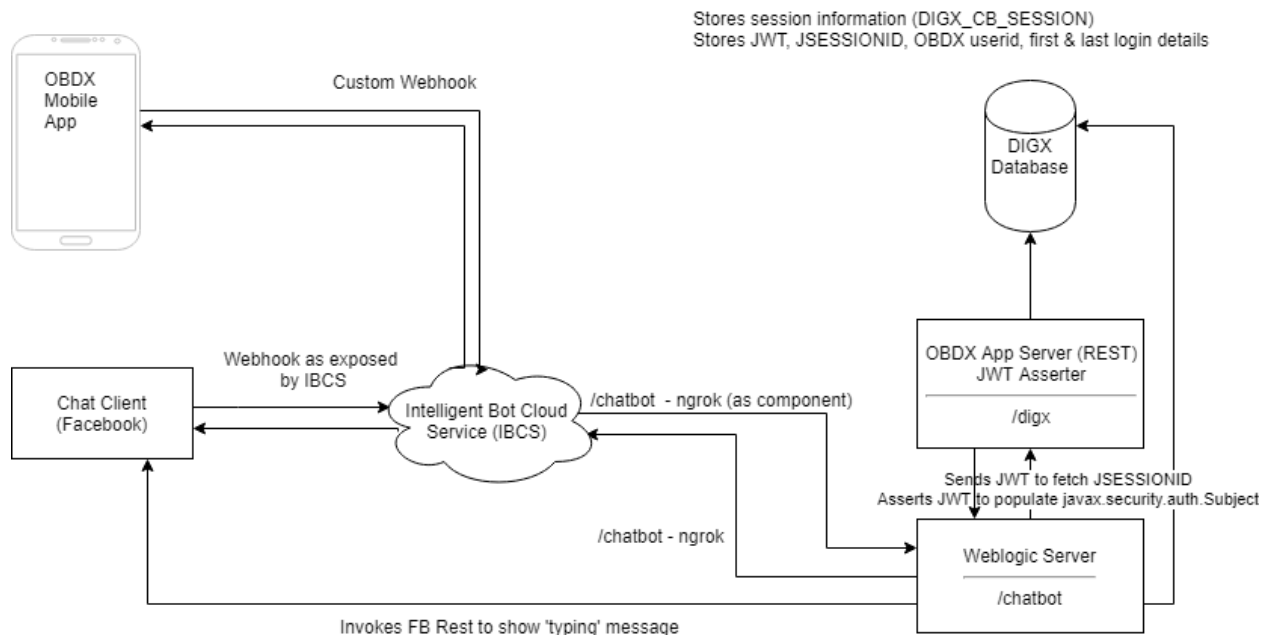 Stores session information (DIGX_CB_SESSION)
Stores JWT, JSESSIONID, OBDX userid, first & last login details
OBDX
Mobile
App
Custom Webhook
DIGX
Database
Webhook as exposed
by IBCS
Chat Client
(Facebook)
Intelligent Bot Cloud
Service (IBCS)
/chatbot - ngrok (as component)
OBDX App Server (REST)
JWT Asserter
/digx
Sends JWT to fetch JSESSIONID
Asserts JWT to populate javax.security.auth.Subject
/chatbot - ngrok
Weblogic Server
/chatbot
Invokes FB Rest to show 'typing' message